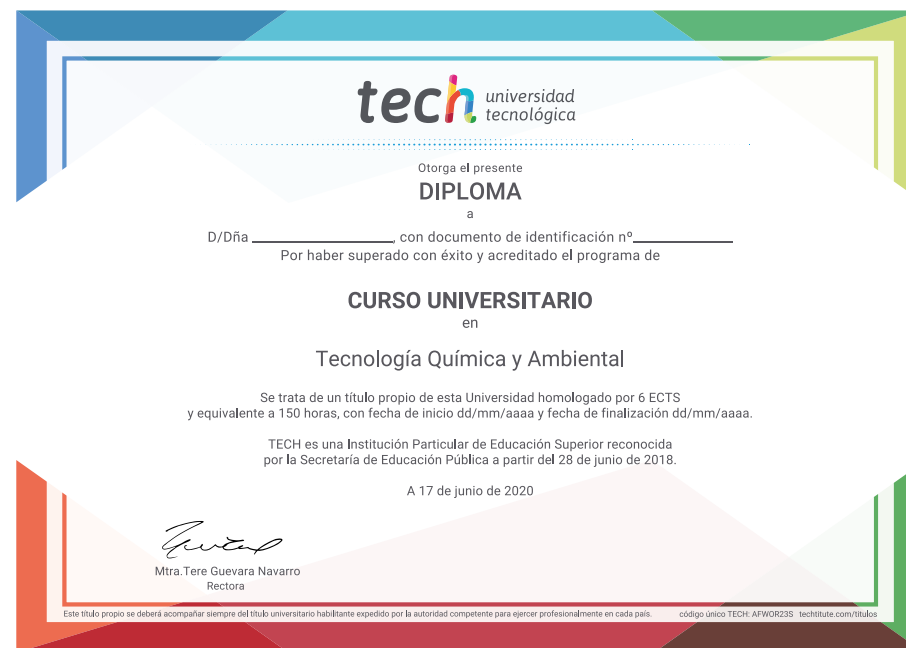 tech universidad
tecnológica
Otorga el presente
DIPLOMA
a
D/Dña ____________________, con documento de identificación nº______________
Por haber superado con éxito y acreditado el programa de
CURSO UNIVERSITARIO
en
Tecnología Química y Ambiental
Se trata de un título propio de esta Universidad homologado por 6 ECTS
y equivalente a 150 horas, con fecha de inicio dd/mm/aaaa y fecha de finalización dd/mm/aaaa.
TECH es una Institución Particular de Educación Superior reconocida
por la Secretaría de Educación Pública a partir del 28 de junio de 2018.
A 17 de junio de 2020
Mtra.Tere Guevara Navarro
Rectora
Este título propio se deberá acompañar siempre del título universitario habilitante expedido por la autoridad competente para ejercer profesionalmente en cada país. código único TECH: AFWOR23S techtitute.com/titulos